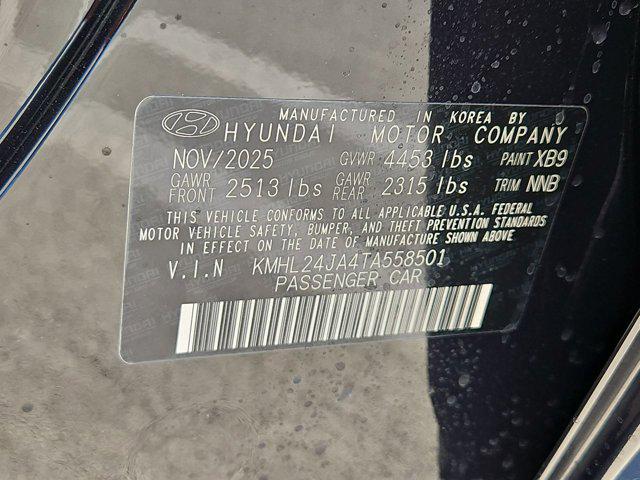 MANUFACTURED IN KOREA BY
HYUNDAI MOTOR COMPANY
NOV/2025 GVWR 4453 lbs PAINT XB9
GAWR FRONT 2513 lbs GAWR REAR 2315 lbs TRIM NNB
THIS VEHICLE CONFORMS TO ALL APPLICABLE U.S.A. FEDERAL
MOTOR VEHICLE SAFETY, BUMPER, AND THEFT PREVENTION STANDARDS
IN EFFECT ON THE DATE OF MANUFACTURE SHOWN ABOVE.
V.I.N KMHL24JA4TA558501
PASSENGER CAR